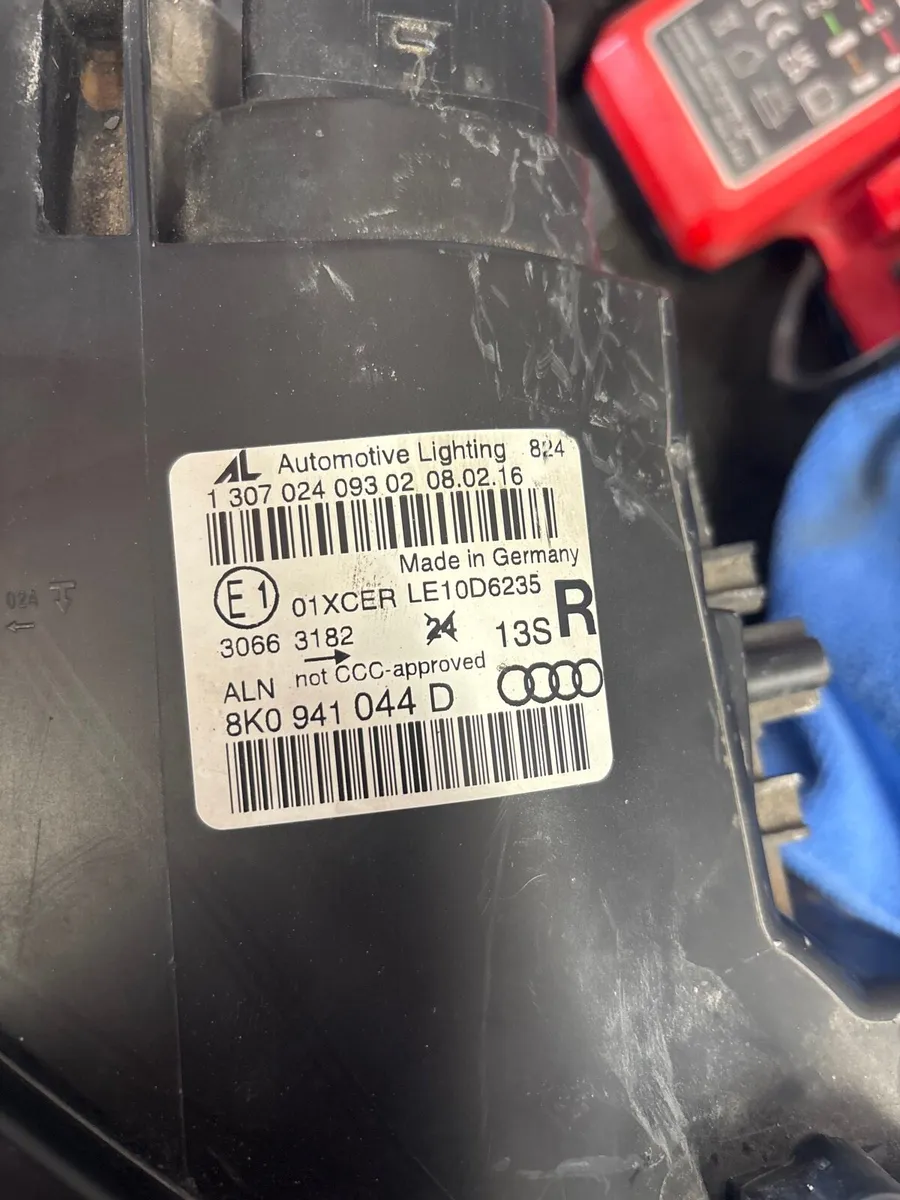 AL Automotive Lighting 824
1 307 024 093 02 08.02.16
Made in Germany
E1 01XCER LE10D6235 R
3066 3182 24 13S
not CCC-approved
ALN
8K0 941 044 D
02A